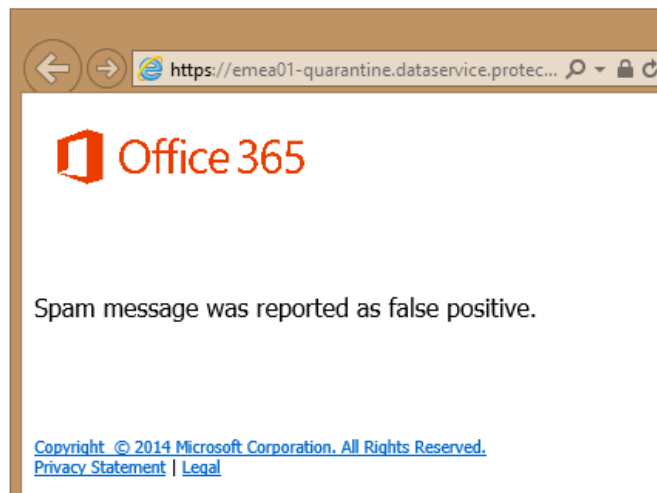 https://emea01-quarantine.dataservice.protec...
Office 365
Spam message was reported as false positive.
Copyright © 2014 Microsoft Corporation. All Rights Reserved.
Privacy Statement | Legal